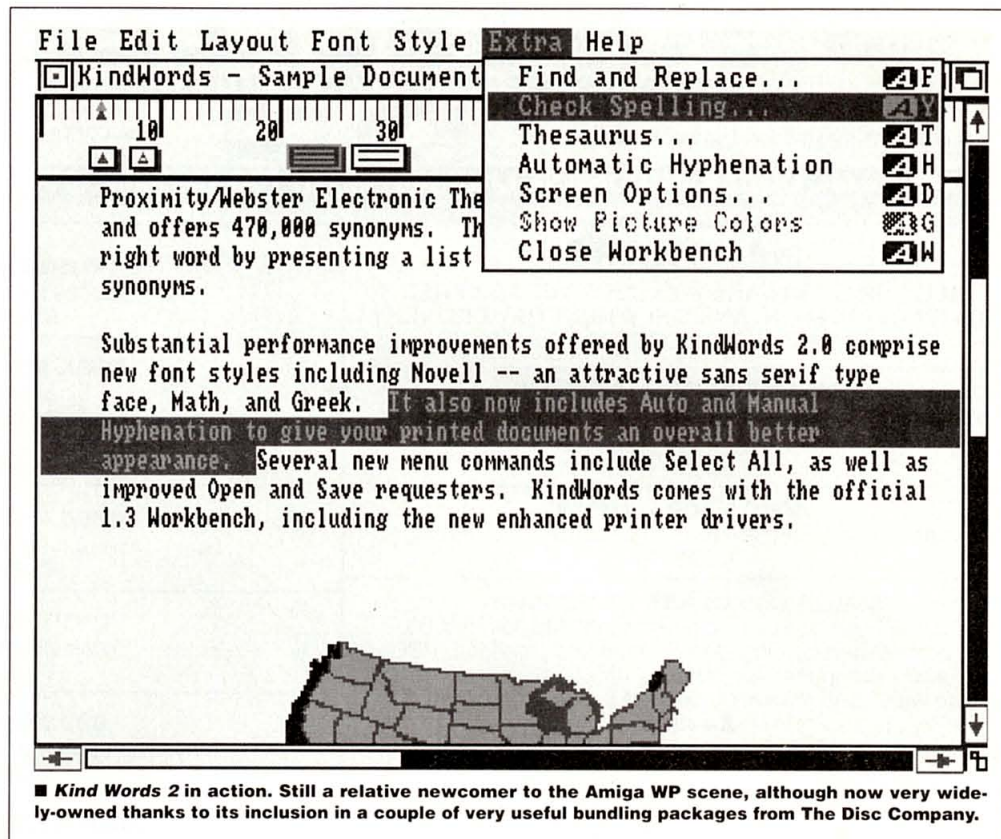 File Edit Layout Font Style Extra Help
KindWords - Sample Document
Find and Replace... A F
Check Spelling... A Y
Thesaurus... A T
Automatic Hyphenation A H
Screen Options... A D
Show Picture Colors A G
Close Workbench A W
10 20 30
Proximity/Webster Electronic The
and offers 470,000 synonyms. Th
right word by presenting a list
synonyms.
Substantial performance improvements offered by KindWords 2.0 comprise
new font styles including Novell -- an attractive sans serif type
face, Math, and Greek. It also now includes Auto and Manual
Hyphenation to give your printed documents an overall better
appearance. Several new menu commands include Select All, as well as
improved Open and Save requesters. KindWords comes with the official
1.3 Workbench, including the new enhanced printer drivers.
■ Kind Words 2 in action. Still a relative newcomer to the Amiga WP scene, although now very wide-
ly-owned thanks to its inclusion in a couple of very useful bundling packages from The Disc Company.